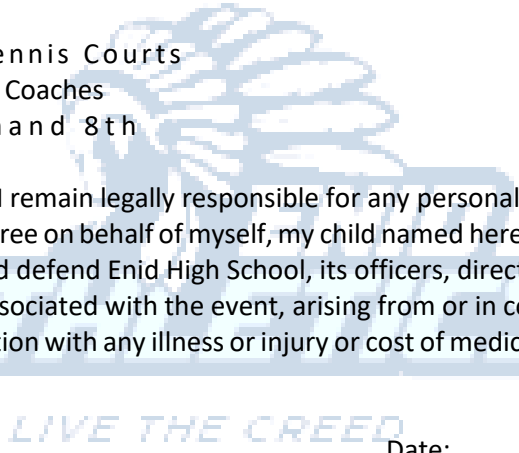 ennis Courts
Coaches
and 8th
I remain legally responsible for any personal
ree on behalf of myself, my child named here
d defend Enid High School, its officers, direct
sociated with the event, arising from or in co
tion with any illness or injury or cost of medic
LIVE THE CREED
Date: